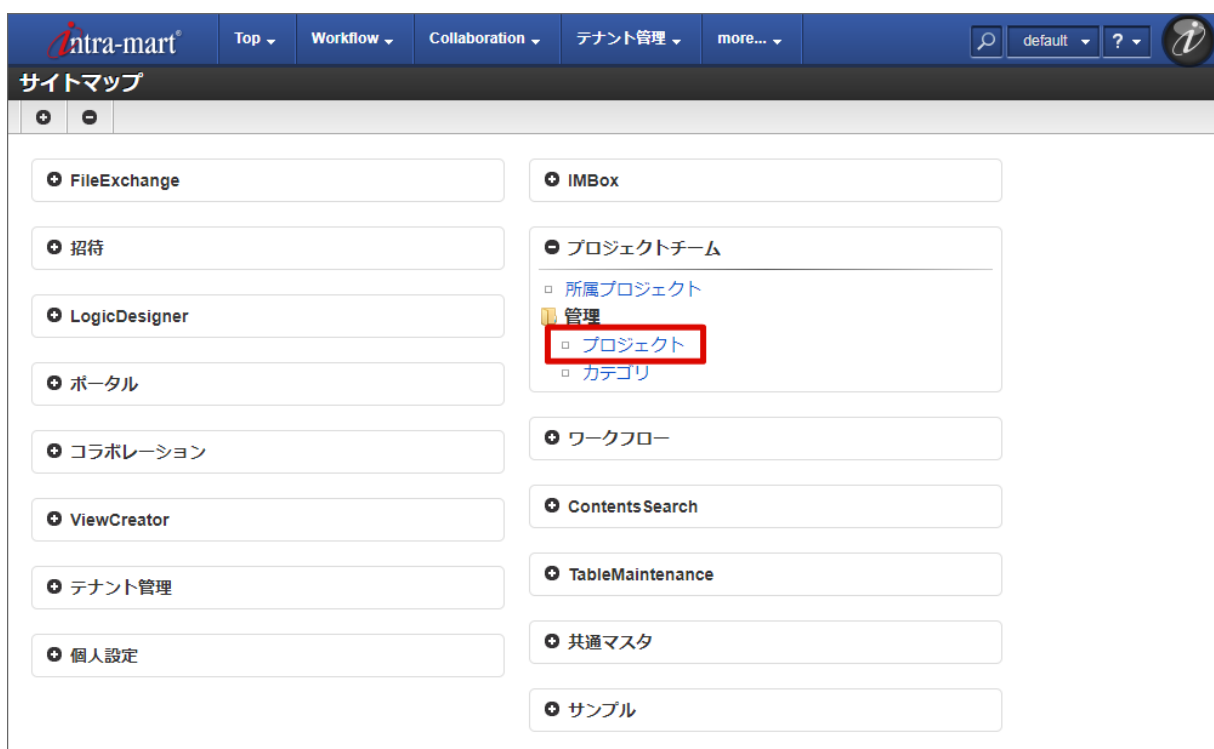 intra-mart®
Top
Workflow
Collaboration
テナント管理
more...
default
?
サイトマップ
FileExchange
招待
LogicDesigner
ポータル
コラボレーション
ViewCreator
テナント管理
個人設定
IMBox
プロジェクトチーム
所属プロジェクト
管理
プロジェクト
カテゴリ
ワークフロー
ContentsSearch
TableMaintenance
共通マスタ
サンプル